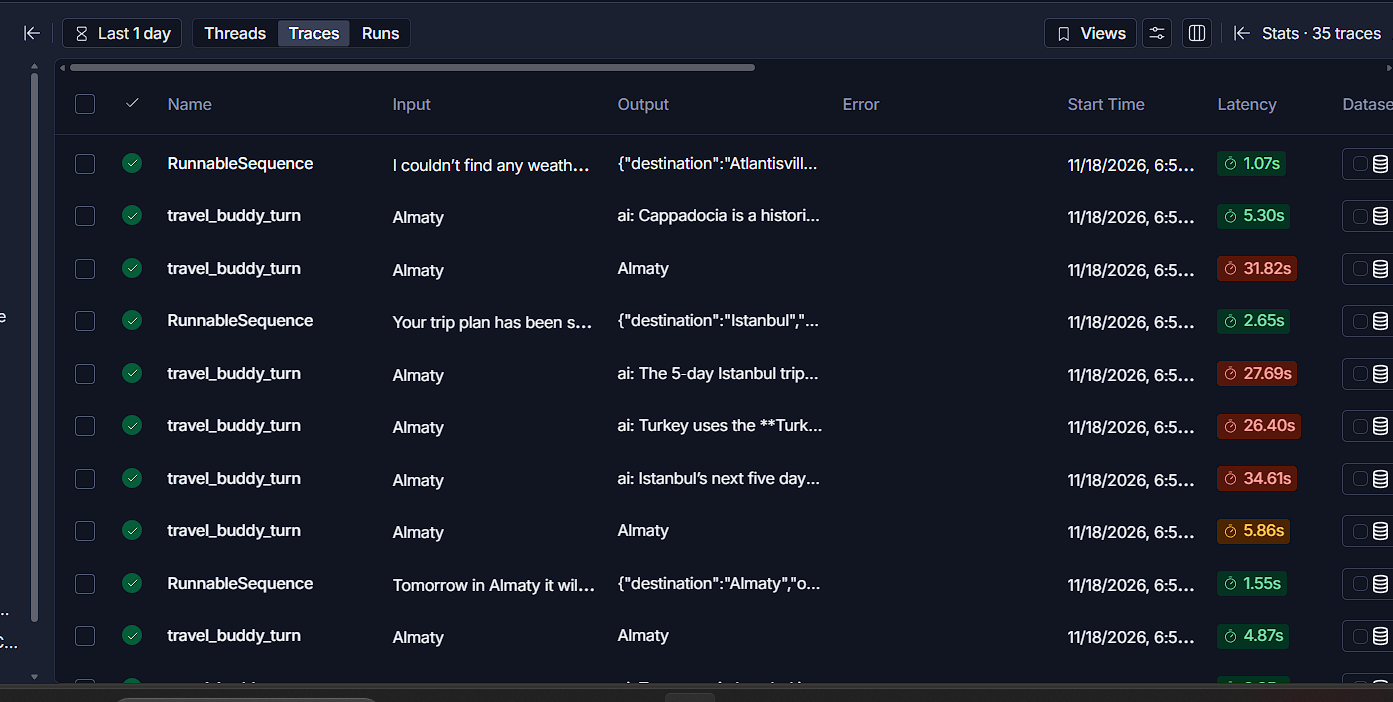 Last 1 day Threads Traces Runs Views Stats · 35 traces
Name Input Output Error Start Time Latency Datase
RunnableSequence I couldn't find any weath... {"destination":"Atlantisvill... 11/18/2026, 6:5... 1.07s
travel_buddy_turn Almaty ai: Cappadocia is a histori... 11/18/2026, 6:5... 5.30s
travel_buddy_turn Almaty Almaty 11/18/2026, 6:5... 31.82s
e
RunnableSequence Your trip plan has been s... {"destination":"Istanbul","... 11/18/2026, 6:5... 2.65s
travel_buddy_turn Almaty ai: The 5-day Istanbul trip... 11/18/2026, 6:5... 27.69s
travel_buddy_turn Almaty ai: Turkey uses the **Turk... 11/18/2026, 6:5... 26.40s
travel_buddy_turn Almaty ai: Istanbul's next five day... 11/18/2026, 6:5... 34.61s
travel_buddy_turn Almaty Almaty 11/18/2026, 6:5... 5.86s
RunnableSequence Tomorrow in Almaty it wil... {"destination":"Almaty","o... 11/18/2026, 6:5... 1.55s
...
travel_buddy_turn Almaty Almaty 11/18/2026, 6:5... 4.87s
C...